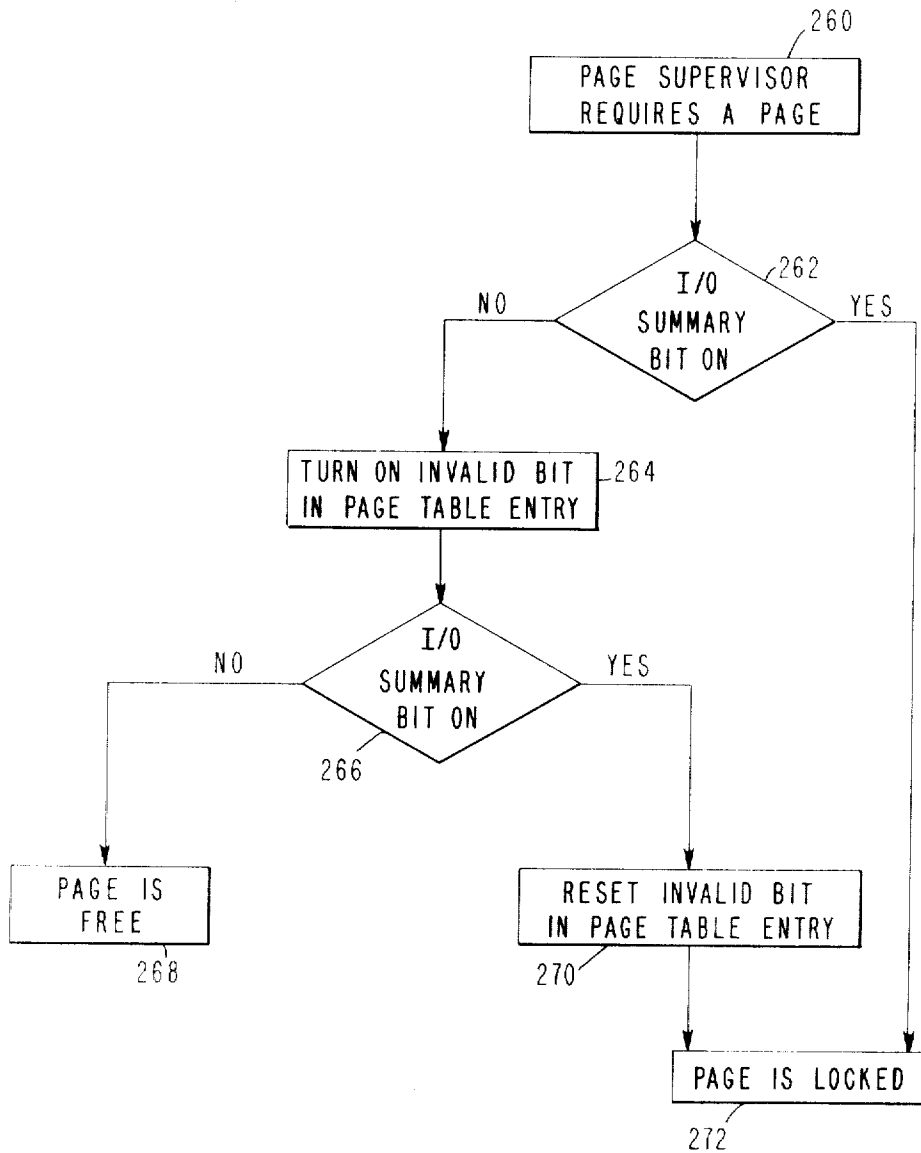 260
PAGE SUPERVISOR
REQUIRES A PAGE
262
I/O
SUMMARY
BIT ON
NO
YES
TURN ON INVALID BIT
IN PAGE TABLE ENTRY
264
I/O
SUMMARY
BIT ON
NO
YES
266
PAGE IS
FREE
268
RESET INVALID BIT
IN PAGE TABLE ENTRY
270
PAGE IS LOCKED
272